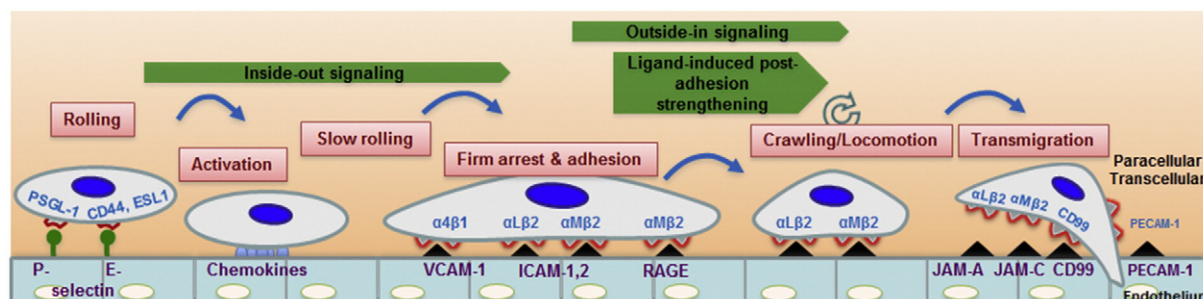 Outside-in signaling
Inside-out signaling
Ligand-induced post-
adhesion
strengthening
Rolling
Activation
Slow rolling
Firm arrest & adhesion
Crawling/Locomotion
Transmigration
Paracellular
Transcellular
PSGL-1 CD44, ESL1
α4β1 αLβ2 αMβ2 αMβ2
αLβ2 αMβ2
αLβ2 αMβ2 CD99
PECAM-1
P- E-
selectin
Chemokines
VCAM-1
ICAM-1,2
RAGE
JAM-A JAM-C CD99
PECAM-1